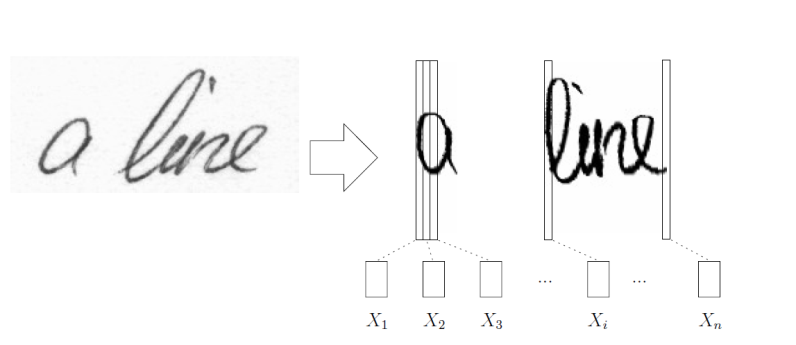 a line a line
... ...
X₁ X₂ X₃ Xᵢ Xₙ